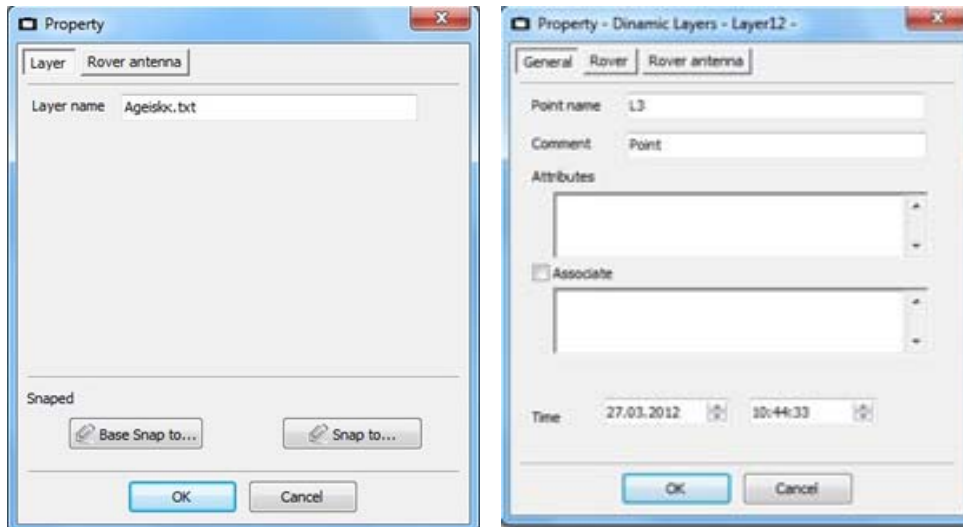 Property
Layer Rover antenna
Layer name Ageiskx.txt
Snaped
Base Snap to... Snap to...
OK Cancel
Property - Dinamic Layers - Layer12 -
General Rover Rover antenna
Point name L3
Comment Point
Attributes
Associate
Time 27.03.2012 10:44:33
OK Cancel